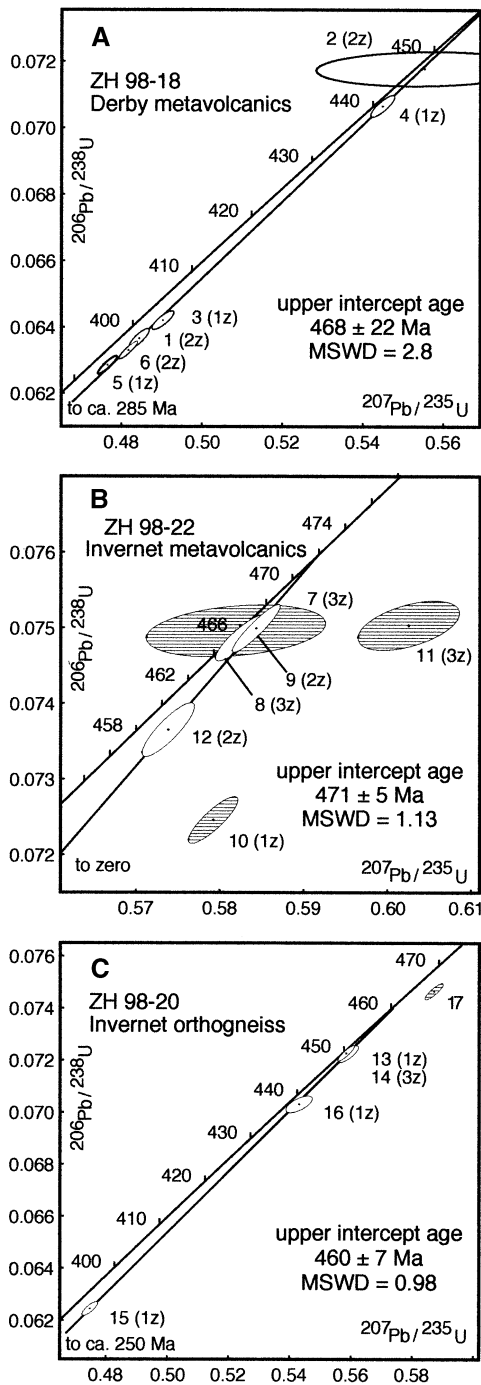 A
ZH 98-18
Derby metavolcanics
2 (2z)
450
440
4 (1z)
430
420
410
400
3 (1z)
1 (2z)
6 (2z)
5 (1z)
upper intercept age
468 ± 22 Ma
MSWD = 2.8
to ca. 285 Ma
207Pb/235U
206Pb/238U
0.072
0.070
0.068
0.066
0.064
0.062
0.48 0.50 0.52 0.54 0.56
B
ZH 98-22
Invernet metavolcanics
474
470
466
462
458
7 (3z)
11 (3z)
9 (2z)
8 (3z)
12 (2z)
10 (1z)
upper intercept age
471 ± 5 Ma
MSWD = 1.13
to zero
207Pb/235U
206Pb/238U
0.076
0.075
0.074
0.073
0.072
0.57 0.58 0.59 0.60 0.61
C
ZH 98-20
Invernet orthogneiss
470
460
450
440
430
420
410
400
17
13 (1z)
14 (3z)
16 (1z)
15 (1z)
upper intercept age
460 ± 7 Ma
MSWD = 0.98
to ca. 250 Ma
207Pb/235U
206Pb/238U
0.076
0.074
0.072
0.070
0.068
0.066
0.064
0.062
0.48 0.50 0.52 0.54 0.56 0.58